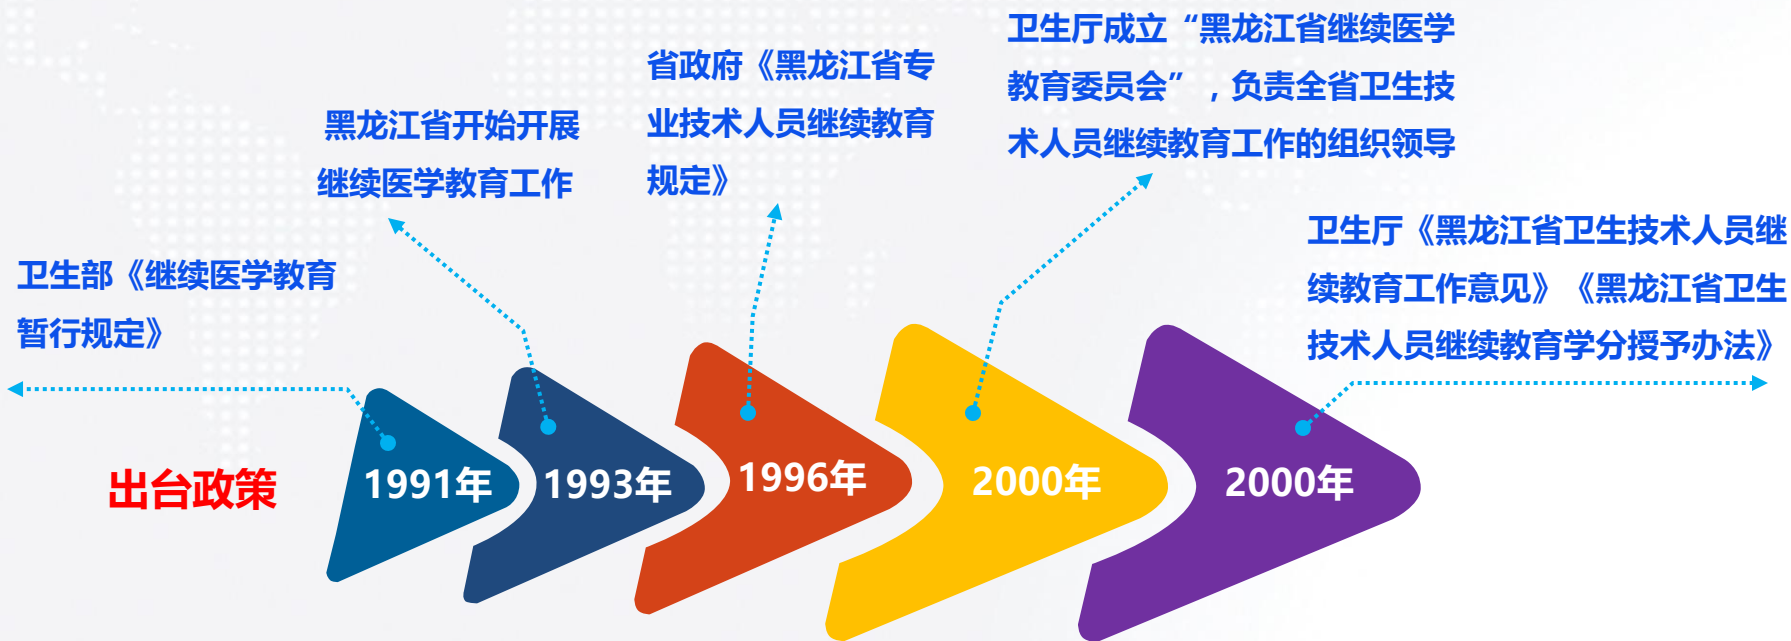 卫生部《继续医学教育
暂行规定》
黑龙江省开始开展
继续医学教育工作
省政府《黑龙江省专
业技术人员继续教育
规定》
卫生厅成立“黑龙江省继续医学
教育委员会”，负责全省卫生技
术人员继续教育工作的组织领导
卫生厅《黑龙江省卫生技术人员继
续教育工作意见》《黑龙江省卫生
技术人员继续教育学分授予办法》
出台政策
1991年
1993年
1996年
2000年
2000年